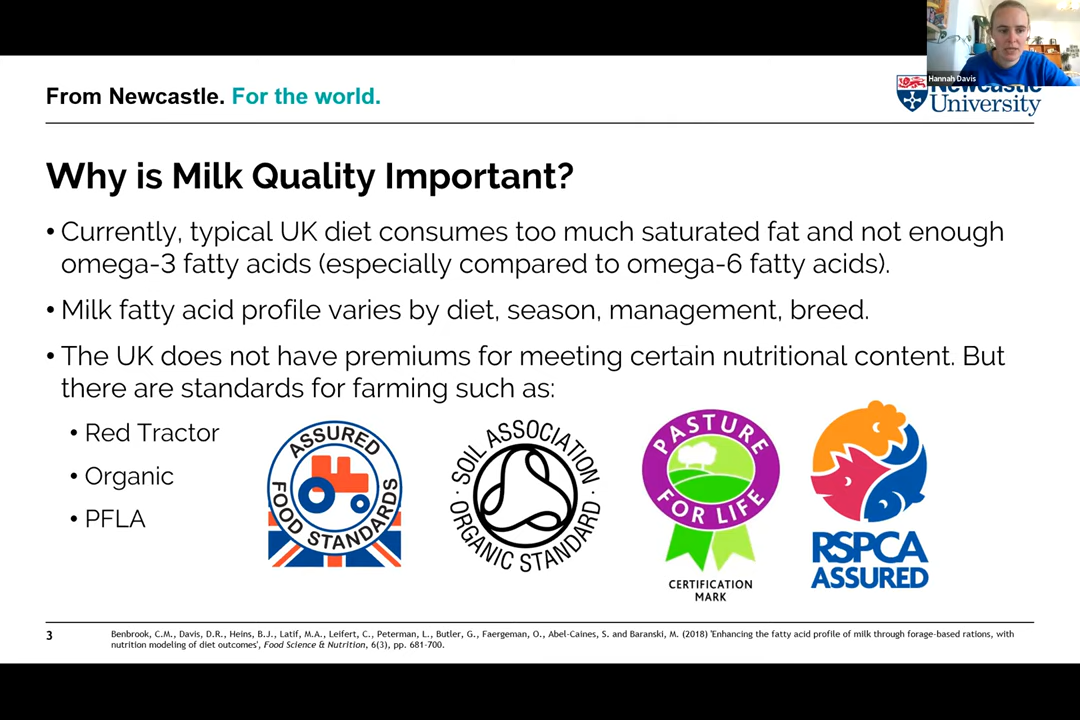 Hannah Davis
From Newcastle. For the world.
Newcastle
University
Why is Milk Quality Important?
• Currently, typical UK diet consumes too much saturated fat and not enough
omega-3 fatty acids (especially compared to omega-6 fatty acids).
• Milk fatty acid profile varies by diet, season, management, breed.
• The UK does not have premiums for meeting certain nutritional content. But
there are standards for farming such as:
• Red Tractor
• Organic
• PFLA
ASSURED
FOOD STANDARDS
· SOIL ASSOCIATION ·
ORGANIC STANDARD
PASTURE
FOR LIFE
CERTIFICATION
MARK
RSPCA
ASSURED
3
Benbrook, C.M., Davis, D.R., Heins, B.J., Latif, M.A., Leifert, C., Peterman, L., Butler, G., Faergeman, O., Abel-Caines, S. and Baranski, M. (2018) 'Enhancing the fatty acid profile of milk through forage-based rations, with
nutrition modeling of diet outcomes', Food Science & Nutrition, 6(3), pp. 681-700.